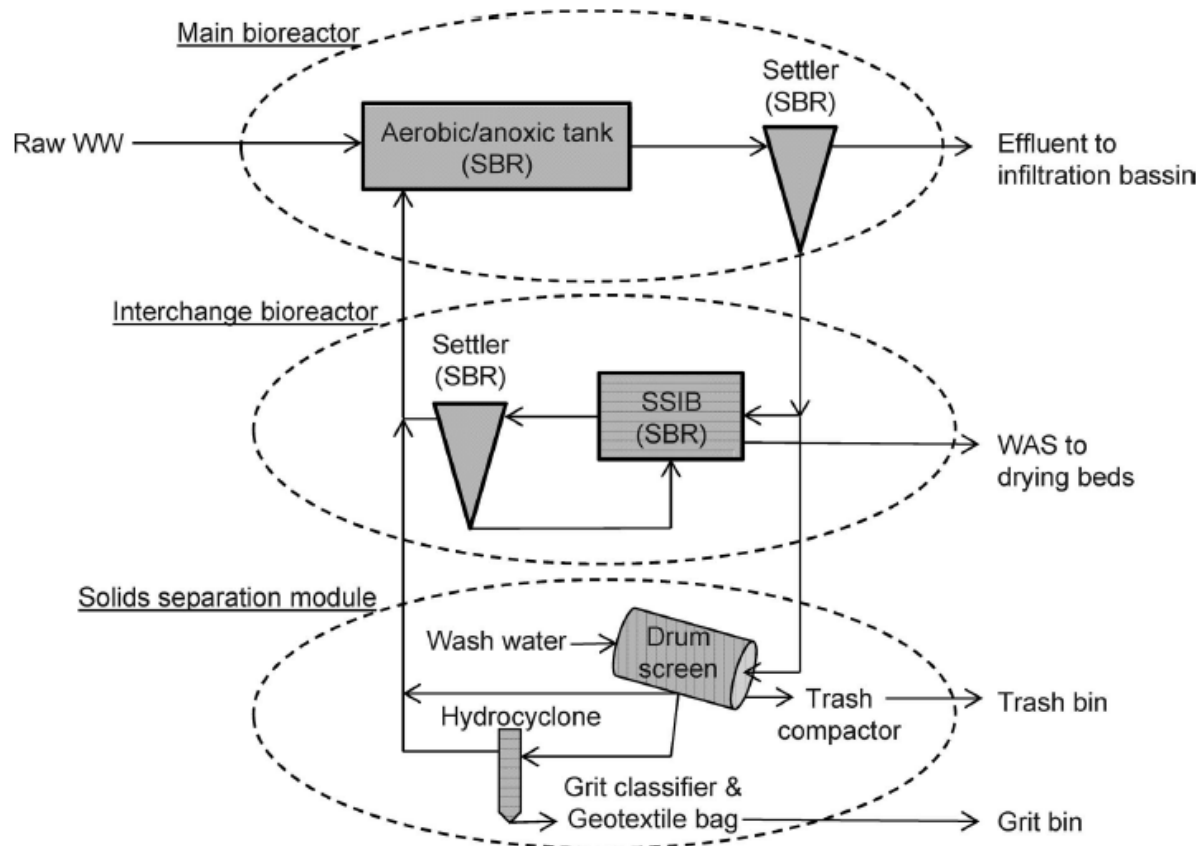 Main bioreactor
Settler
(SBR)
Raw WW
Aerobic/anoxic tank
(SBR)
Effluent to
infiltration bassin
Interchange bioreactor
Settler
(SBR)
SSIB
(SBR)
WAS to
drying beds
Solids separation module
Wash water
Drum
screen
Trash
compactor
Trash bin
Hydrocyclone
Grit classifier &
Geotextile bag
Grit bin